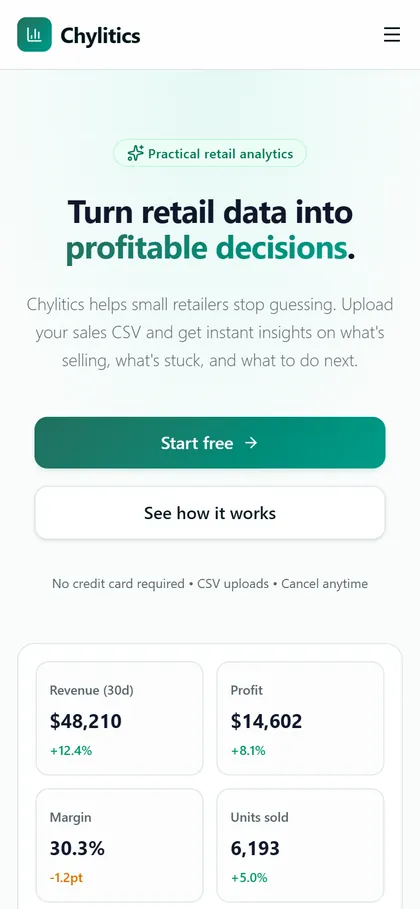 Chylitics
Practical retail analytics
Turn retail data into
profitable decisions.
Chylitics helps small retailers stop guessing. Upload
your sales CSV and get instant insights on what's
selling, what's stuck, and what to do next.
Start free →
See how it works
No credit card required • CSV uploads • Cancel anytime
Revenue (30d)
$48,210
+12.4%
Profit
$14,602
+8.1%
Margin
30.3%
-1.2pt
Units sold
6,193
+5.0%